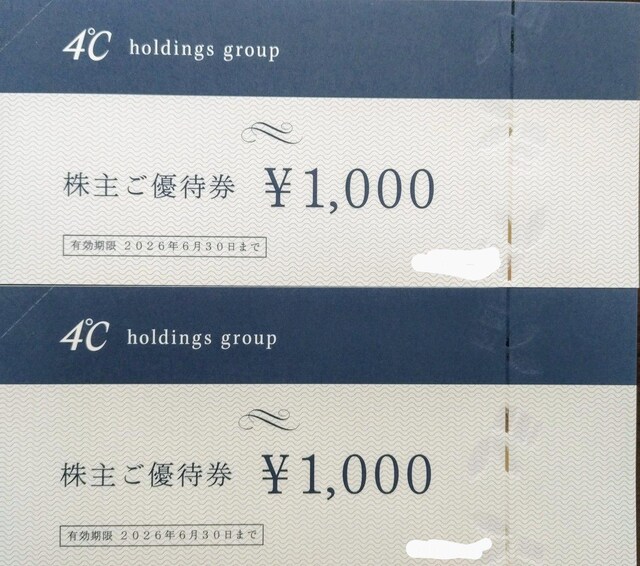 4℃ holdings group
株主ご優待券 ¥1,000
有効期限 2026年6月30日まで
4℃ holdings group
株主ご優待券 ¥1,000
有効期限 2026年6月30日まで